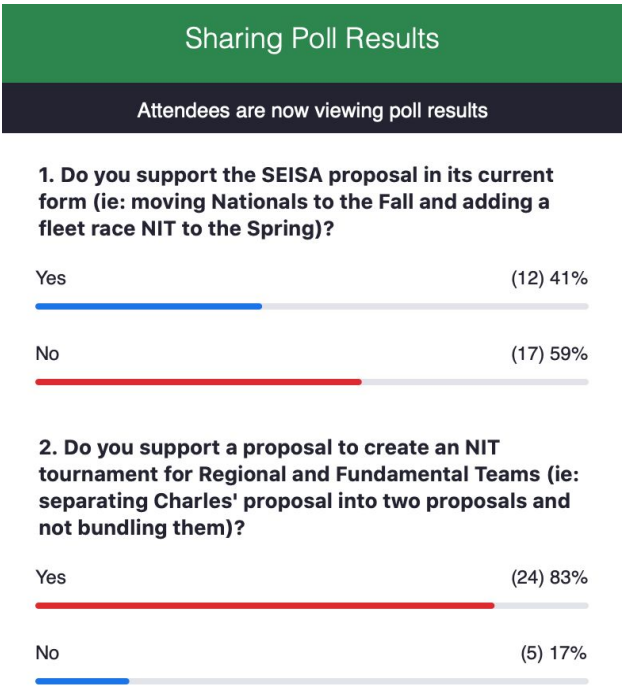 Sharing Poll Results
Attendees are now viewing poll results
1. Do you support the SEISA proposal in its current
form (ie: moving Nationals to the Fall and adding a
fleet race NIT to the Spring)?
Yes (12) 41%
No (17) 59%
2. Do you support a proposal to create an NIT
tournament for Regional and Fundamental Teams (ie:
separating Charles' proposal into two proposals and
not bundling them)?
Yes (24) 83%
No (5) 17%